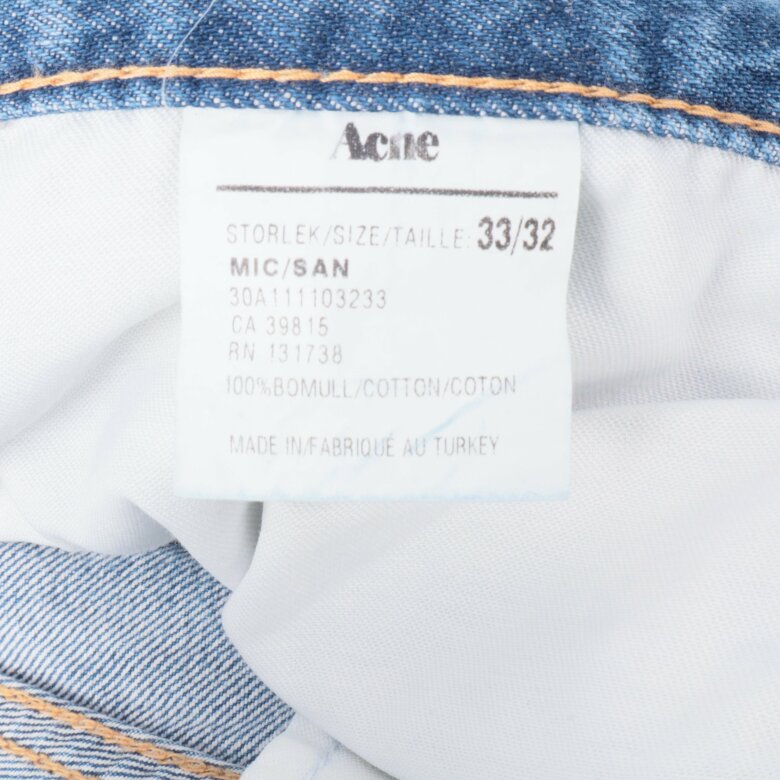 Acne
STORLEK/SIZE/TAILLE: 33/32
MIC/SAN
30A111103233
CA 39815
RN 131738
100%BOMULL/COTTON/COTON
MADE IN/FABRIQUÉ AU TURKEY